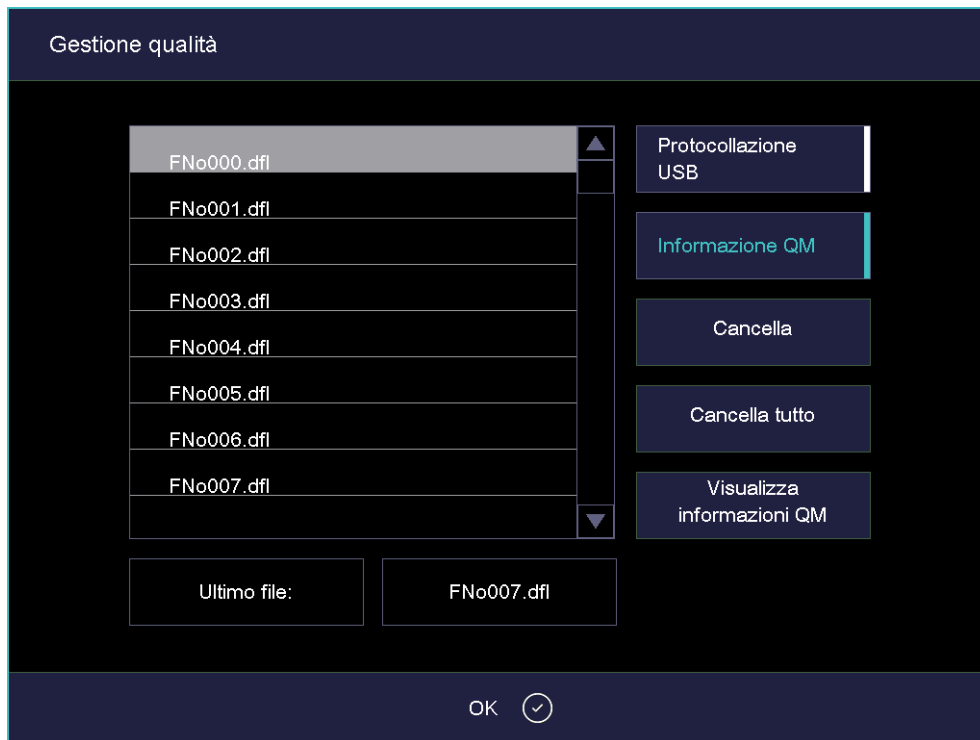 Gestione qualità
FNo000.dfl
FNo001.dfl
FNo002.dfl
FNo003.dfl
FNo004.dfl
FNo005.dfl
FNo006.dfl
FNo007.dfl
Protocollazione
USB
Informazione QM
Cancella
Cancella tutto
Visualizza
informazioni QM
Ultimo file:
FNo007.dfl
OK